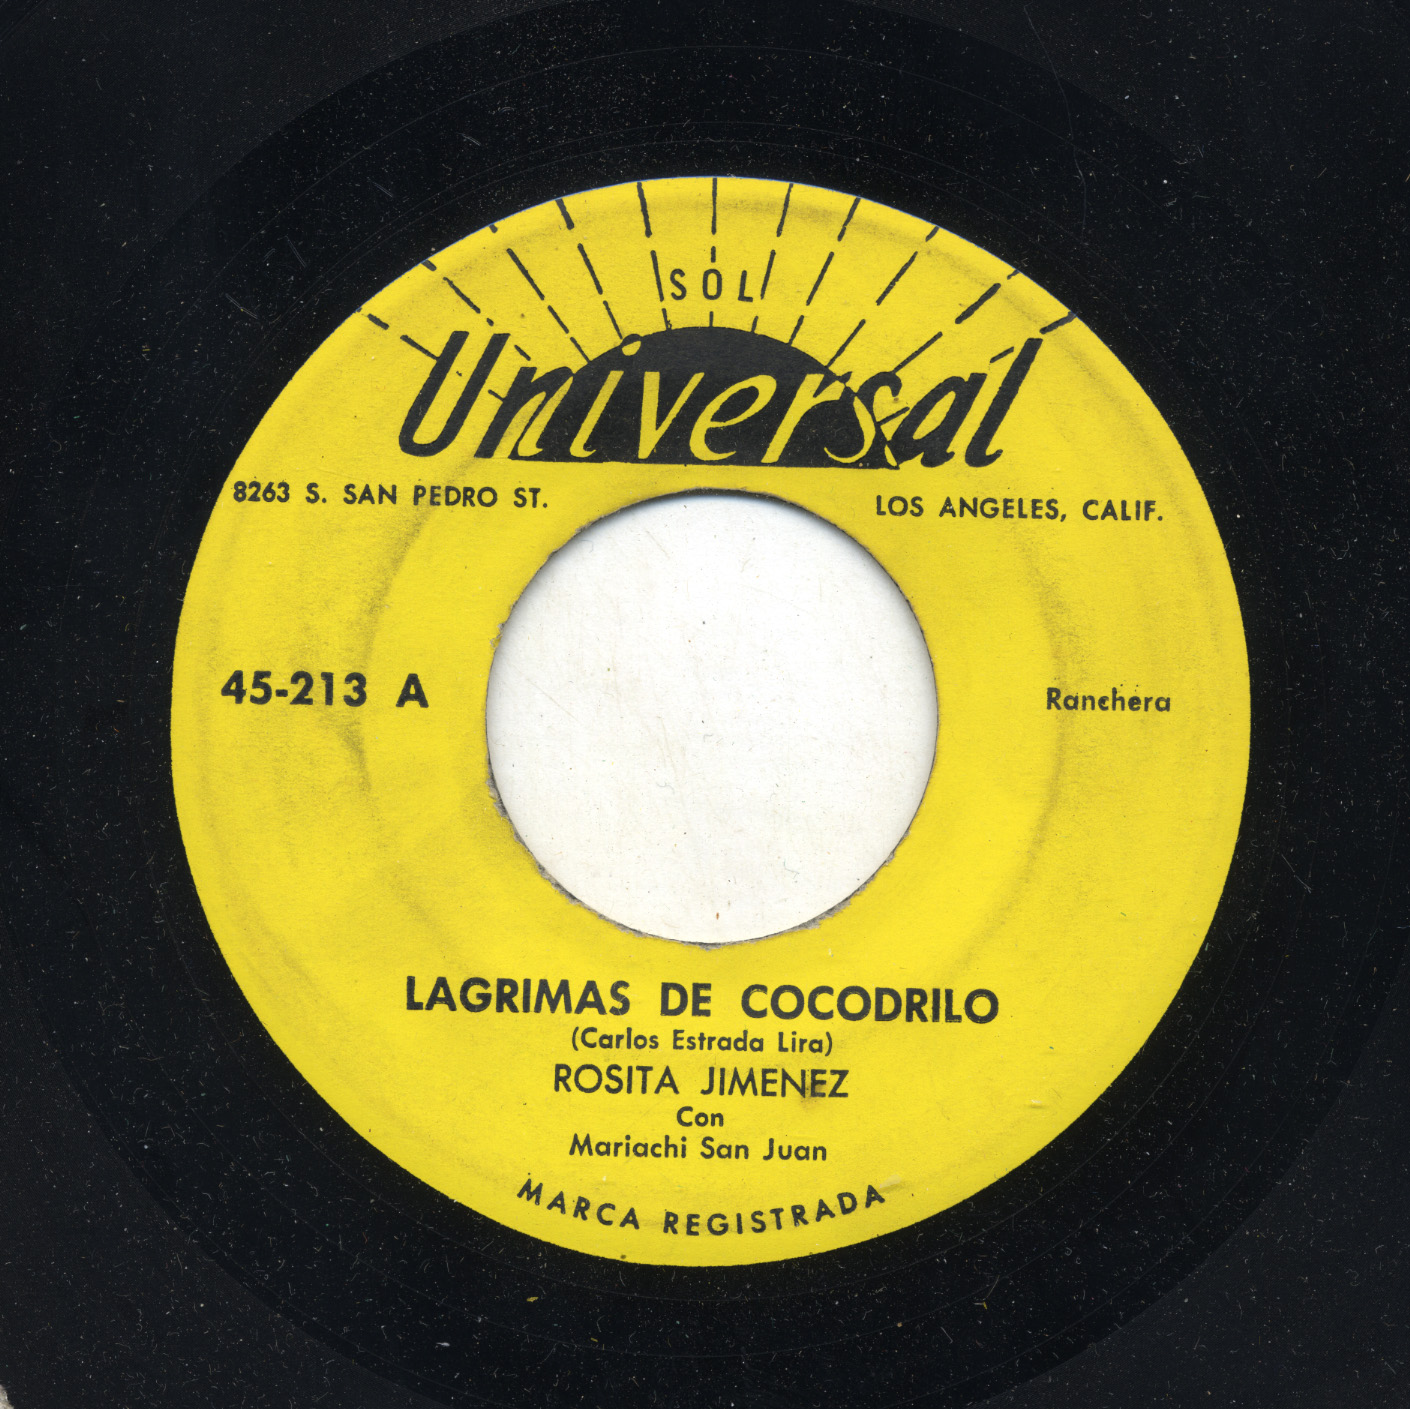 SOL
Universal
8263 S. SAN PEDRO ST. LOS ANGELES, CALIF.
45-213 A Ranchera
LAGRIMAS DE COCODRILO
(Carlos Estrada Lira)
ROSITA JIMENEZ
Con
Mariachi San Juan
MARCA REGISTRADA